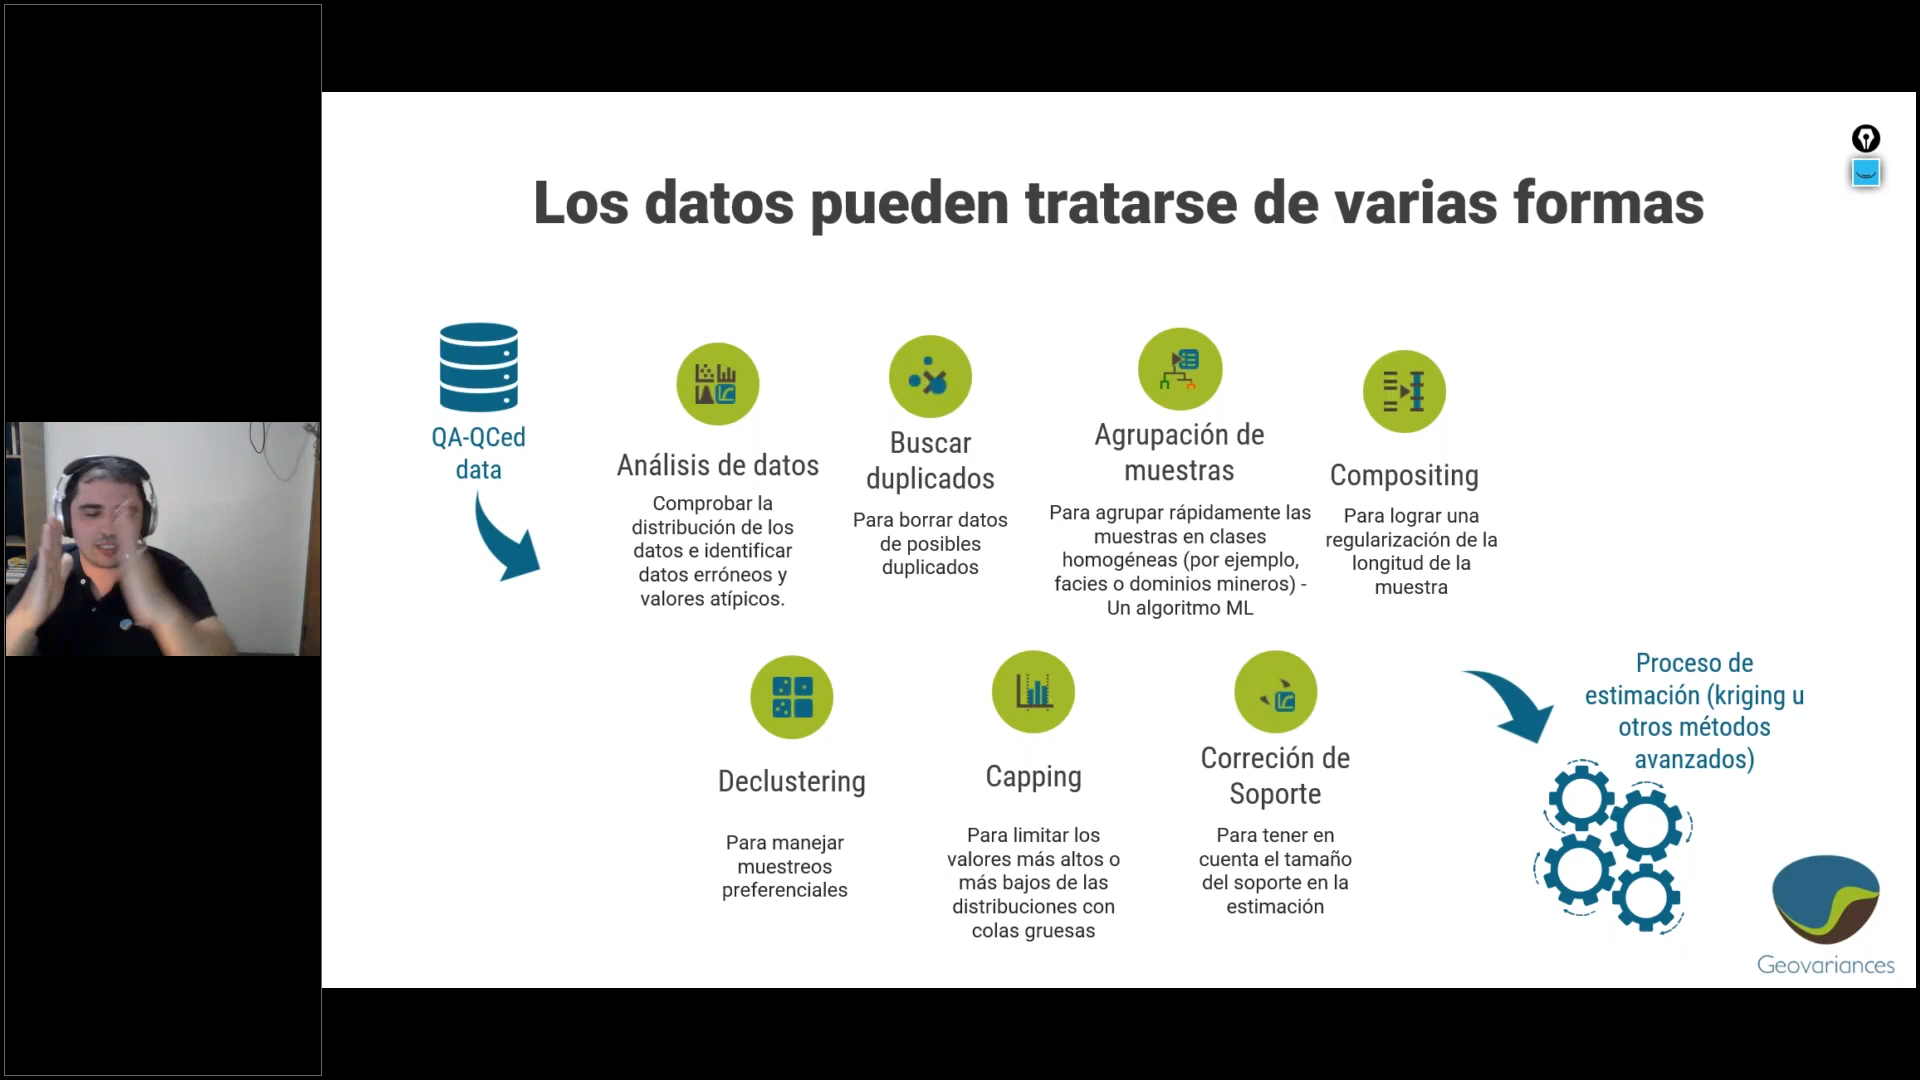 Los datos pueden tratarse de varias formas
QA-QCed
data
Análisis de datos
Comprobar la
distribución de los
datos e identificar
datos erróneos y
valores atípicos.
Buscar
duplicados
Para borrar datos
de posibles
duplicados
Agrupación de
muestras
Para agrupar rápidamente las
muestras en clases
homogéneas (por ejemplo,
facies o dominios mineros) -
Un algoritmo ML
Compositing
Para lograr una
regularización de la
longitud de la
muestra
Declustering
Para manejar
muestreos
preferenciales
Capping
Para limitar los
valores más altos o
más bajos de las
distribuciones con
colas gruesas
Correción de
Soporte
Para tener en
cuenta el tamaño
del soporte en la
estimación
Proceso de
estimación (kriging u
otros métodos
avanzados)
Geovariances